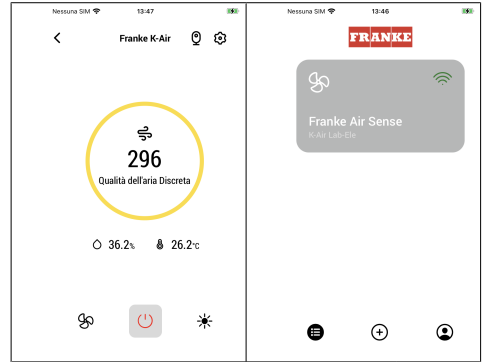 Nessuna SIM 13:47
Franke K-Air
296
Qualità dell'aria Discreta
36.2% 26.2°C
Nessuna SIM 13:46
FRANKE
Franke Air Sense
K-Air Lab-Ele